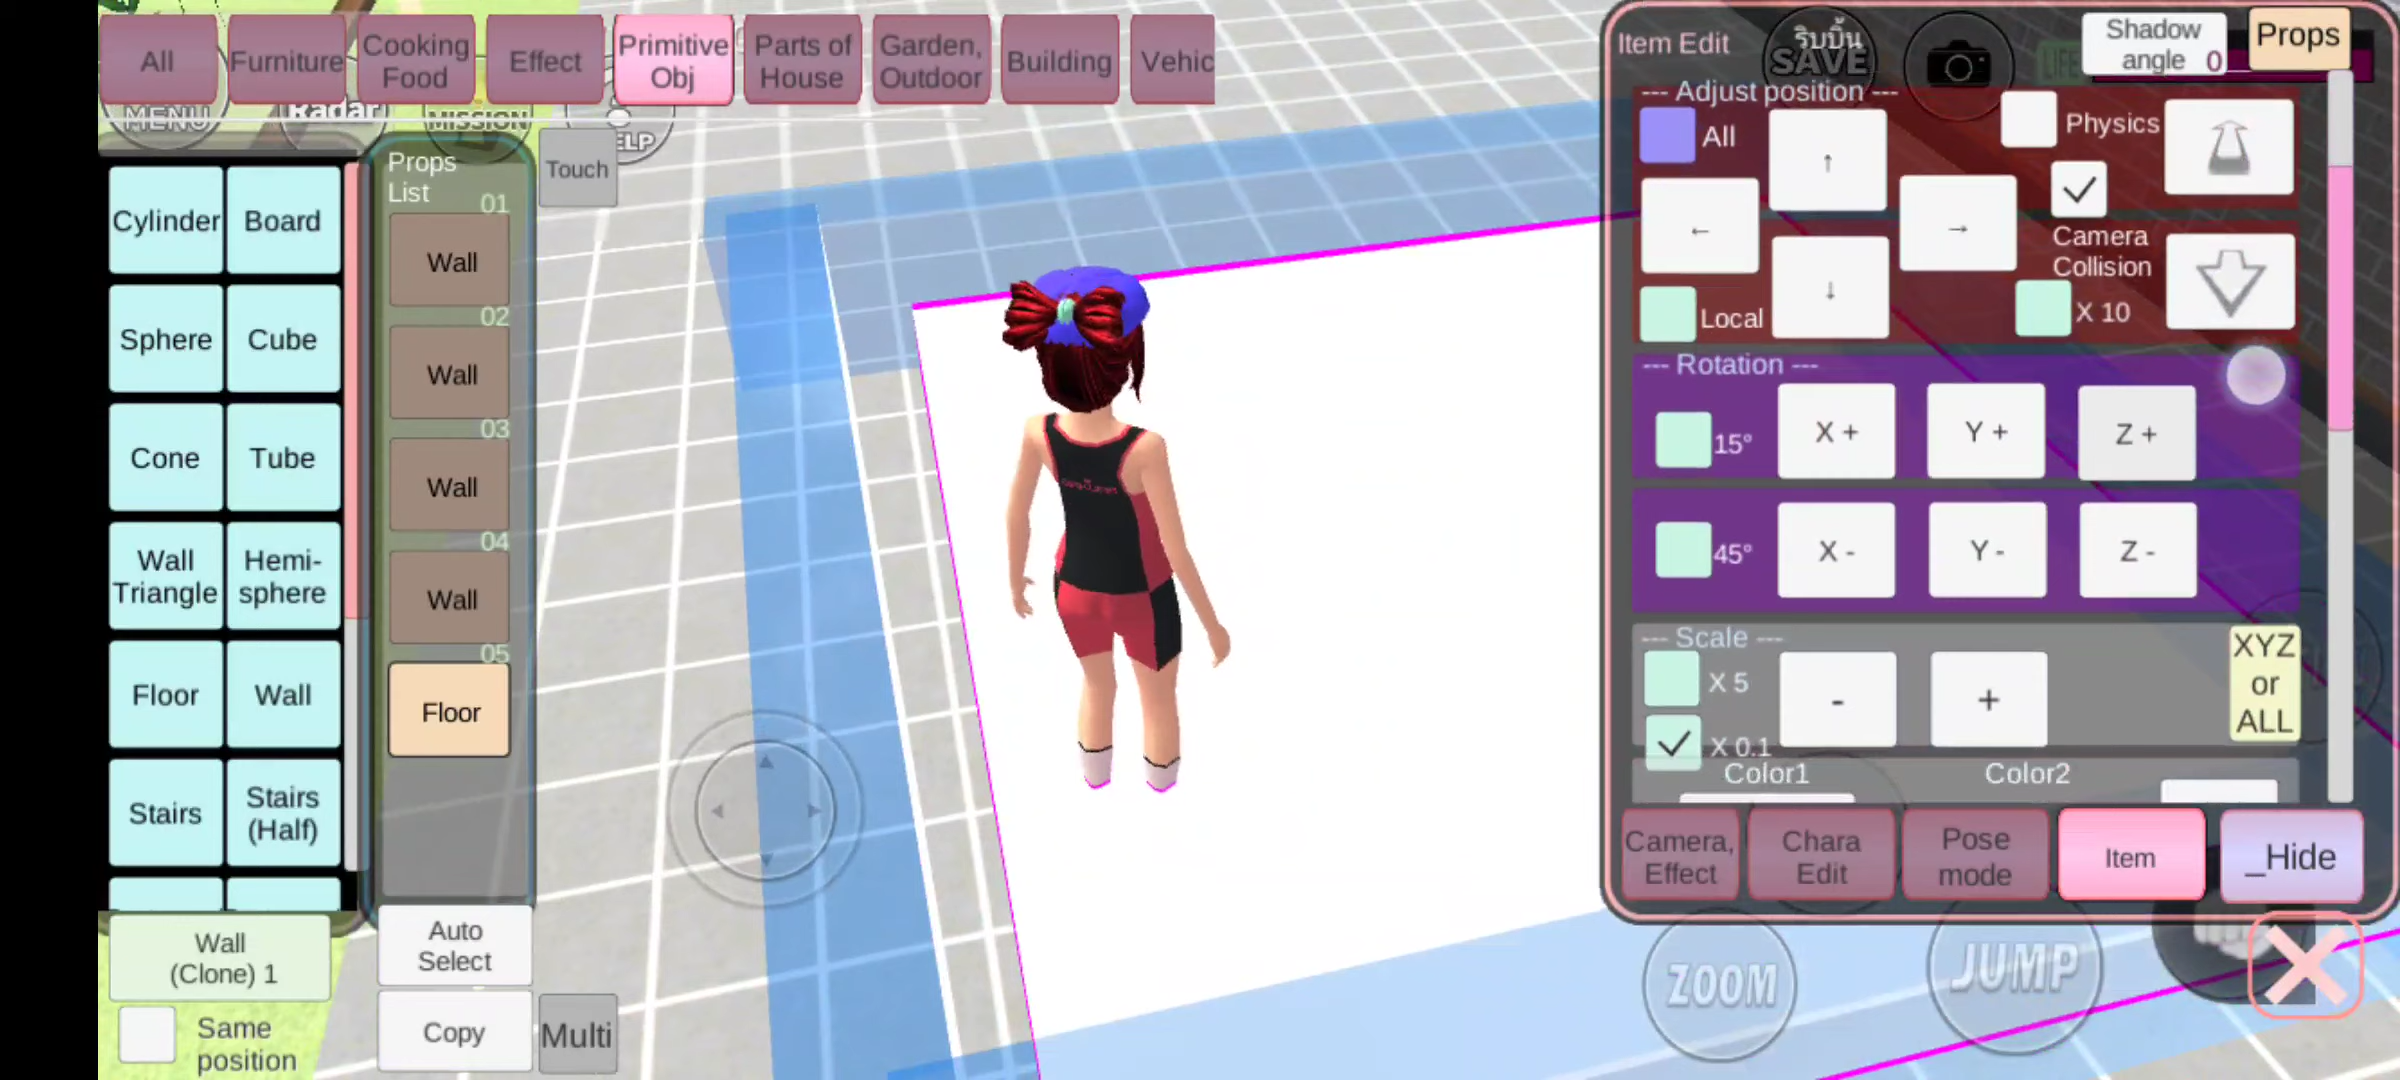 All
Furniture
Cooking
Food
Effect
Primitive
Obj
Parts of
House
Garden,
Outdoor
Building
Vehic
MENU
Radar
MISSION
ELP
Touch
Cylinder
Board
Sphere
Cube
Cone
Tube
Wall
Triangle
Hemi-
sphere
Floor
Wall
Stairs
Stairs
(Half)
Wall
(Clone) 1
Same
position
Props
List
01
Wall
02
Wall
03
Wall
04
Wall
05
Floor
Auto
Select
Copy
Multi
Item Edit
ริบบิ้น
SAVE
LIFE
Shadow
angle 0
Props
--- Adjust position ---
All
↑
Physics
←
→
Camera
Collision
Local
↓
X 10
--- Rotation ---
15°
X +
Y +
Z +
45°
X -
Y -
Z -
--- Scale ---
X 5
-
+
XYZ
or
ALL
X 0.1
Color1
Color2
Camera,
Effect
Chara
Edit
Pose
mode
Item
_Hide
ZOOM
JUMP